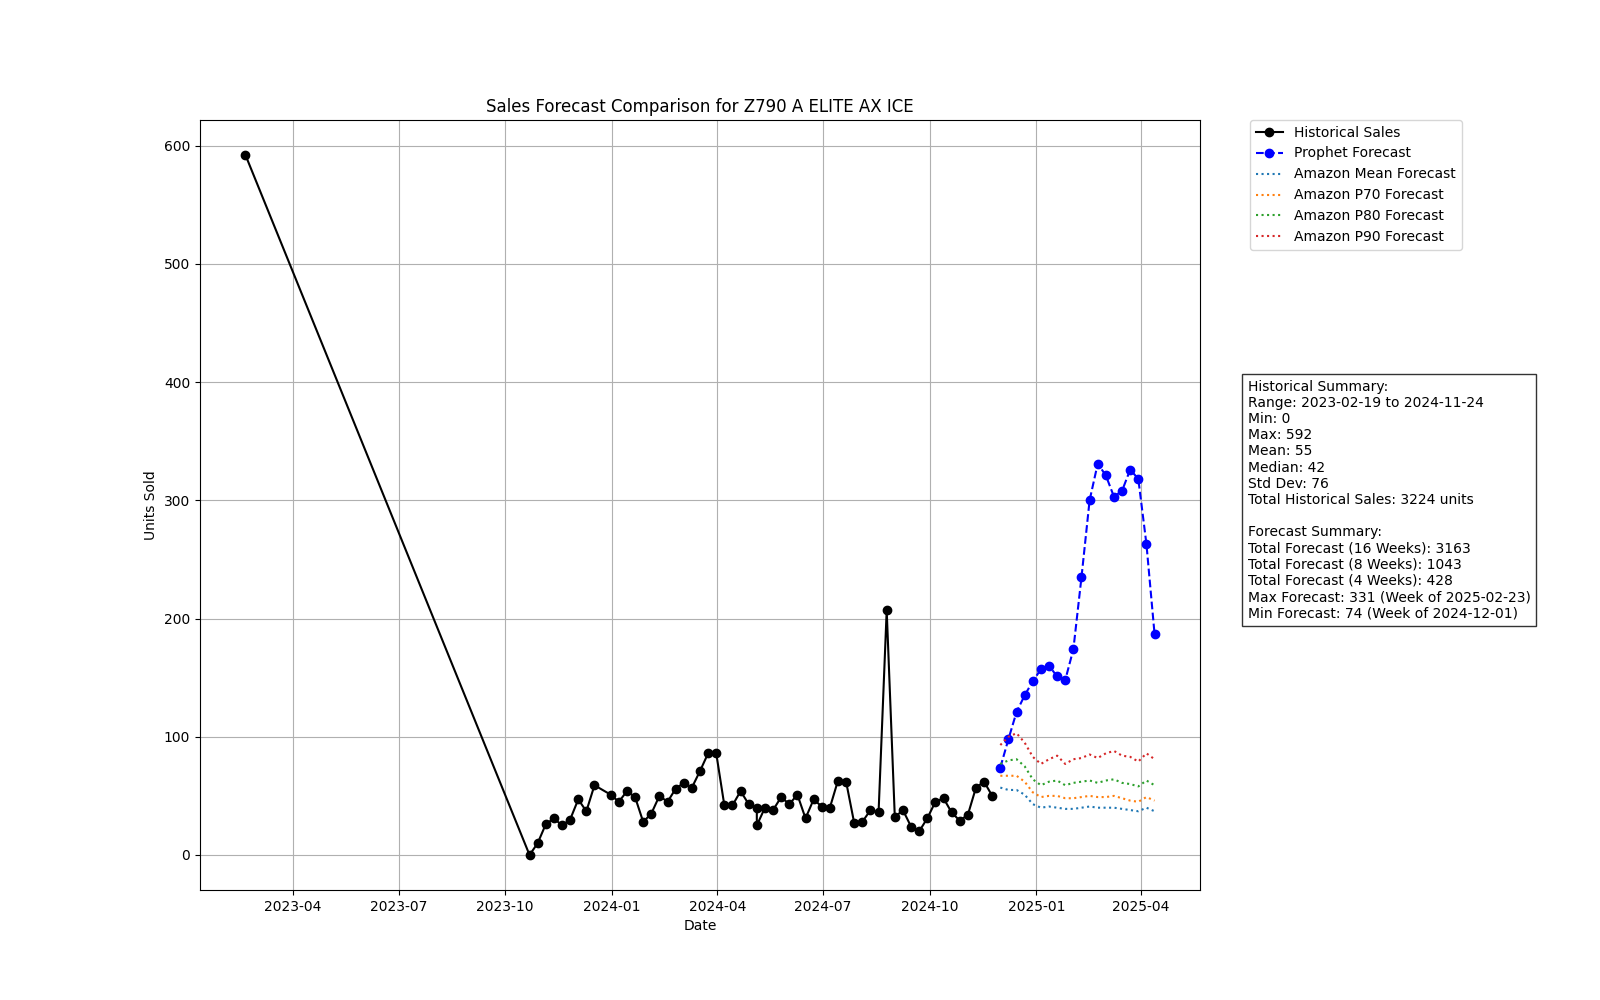 Sales Forecast Comparison for Z790 A ELITE AX ICE
600
500
400
300
200
100
0
Units Sold
2023-04
2023-07
2023-10
2024-01
2024-04
2024-07
2024-10
2025-01
2025-04
Date
Historical Sales
Prophet Forecast
Amazon Mean Forecast
Amazon P70 Forecast
Amazon P80 Forecast
Amazon P90 Forecast
Historical Summary:
Range: 2023-02-19 to 2024-11-24
Min: 0
Max: 592
Mean: 55
Median: 42
Std Dev: 76
Total Historical Sales: 3224 units
Forecast Summary:
Total Forecast (16 Weeks): 3163
Total Forecast (8 Weeks): 1043
Total Forecast (4 Weeks): 428
Max Forecast: 331 (Week of 2025-02-23)
Min Forecast: 74 (Week of 2024-12-01)